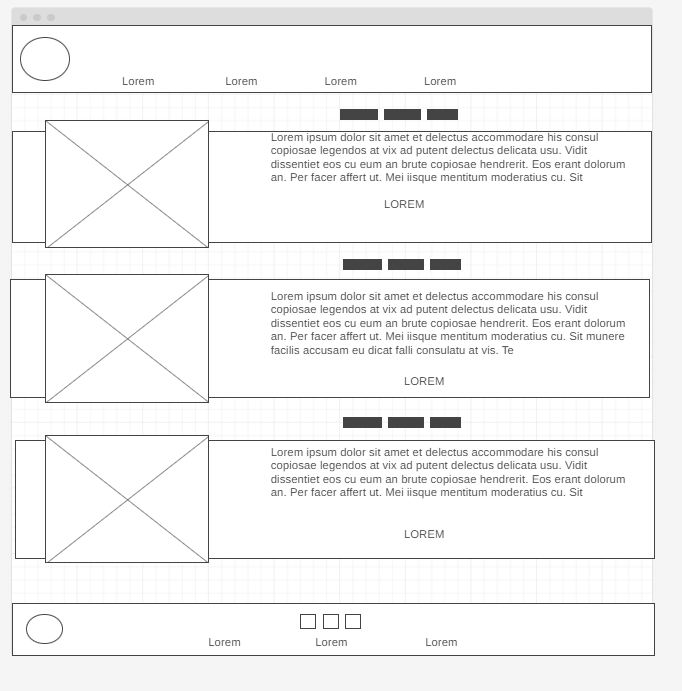 Lorem Lorem Lorem Lorem
Lorem ipsum dolor sit amet et delectus accommodare his consul
copiosae legendos at vix ad putent delectus delicata usu. Vidit
dissentiet eos cu eum an brute copiosae hendrerit. Eos erant dolorum
an. Per facer affert ut. Mei iisque mentitum moderatius cu. Sit
LOREM
Lorem ipsum dolor sit amet et delectus accommodare his consul
copiosae legendos at vix ad putent delectus delicata usu. Vidit
dissentiet eos cu eum an brute copiosae hendrerit. Eos erant dolorum
an. Per facer affert ut. Mei iisque mentitum moderatius cu. Sit munere
facilis accusam eu dicat falli consulatu at vis. Te
LOREM
Lorem ipsum dolor sit amet et delectus accommodare his consul
copiosae legendos at vix ad putent delectus delicata usu. Vidit
dissentiet eos cu eum an brute copiosae hendrerit. Eos erant dolorum
an. Per facer affert ut. Mei iisque mentitum moderatius cu. Sit
LOREM
Lorem Lorem Lorem